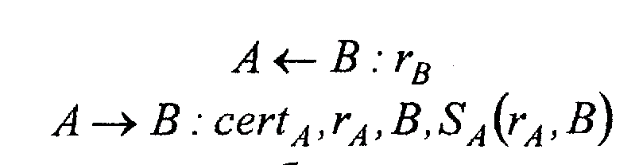 A ← B : r_B
A → B : cert_A, r_A, B, S_A(r_A, B)